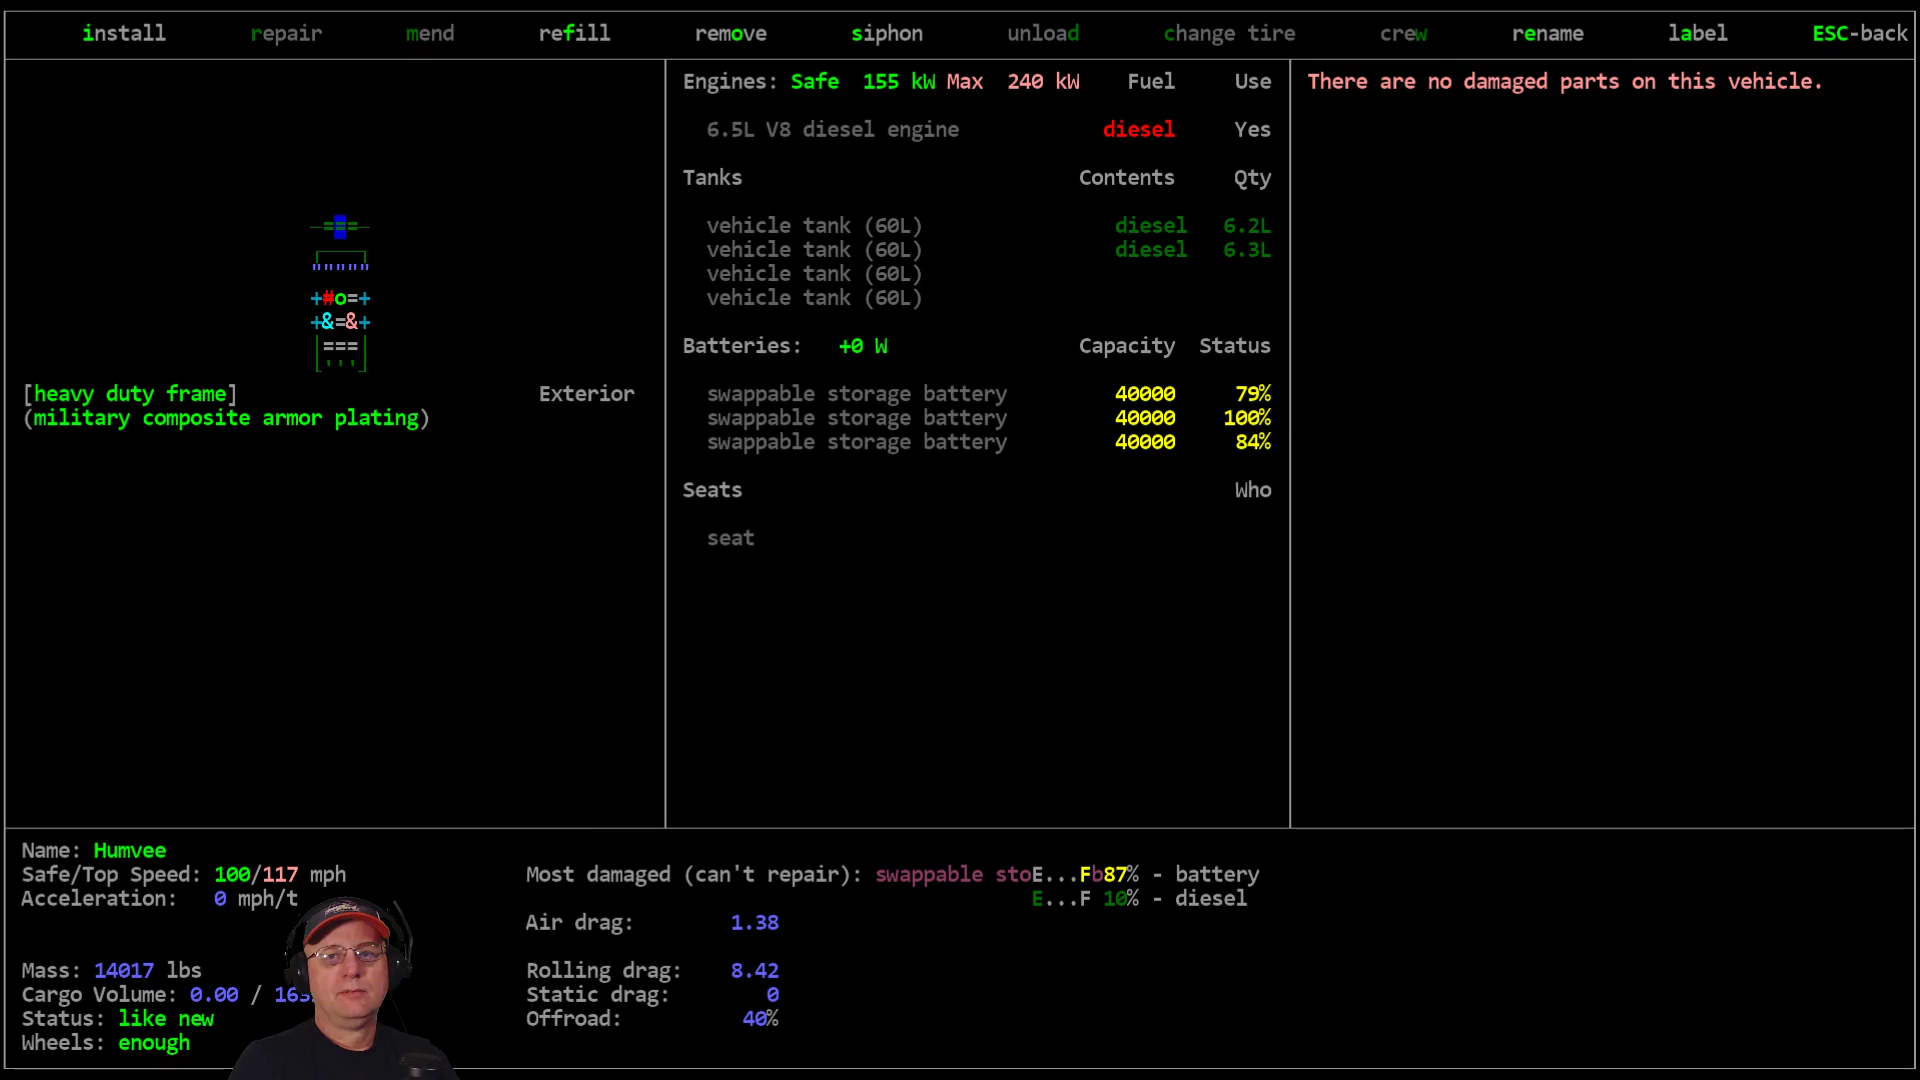 install repair mend refill remove siphon unload change tire crew rename label ESC-back
Engines: Safe 155 kW Max 240 kW Fuel Use
6.5L V8 diesel engine diesel Yes
Tanks Contents Qty
vehicle tank (60L) diesel 6.2L
vehicle tank (60L) diesel 6.3L
vehicle tank (60L)
vehicle tank (60L)
Batteries: +0 W Capacity Status
swappable storage battery 40000 79%
swappable storage battery 40000 100%
swappable storage battery 40000 84%
Seats Who
seat
There are no damaged parts on this vehicle.
[heavy duty frame] Exterior
(military composite armor plating)
Name: Humvee
Safe/Top Speed: 100/117 mph
Acceleration: 0 mph/t
Mass: 14017 lbs
Cargo Volume: 0.00 /
Status: like new
Wheels: enough
Most damaged (can't repair): swappable stoE...Fb87% - battery
E...F 10% - diesel
Air drag: 1.38
Rolling drag: 8.42
Static drag: 0
Offroad: 40%